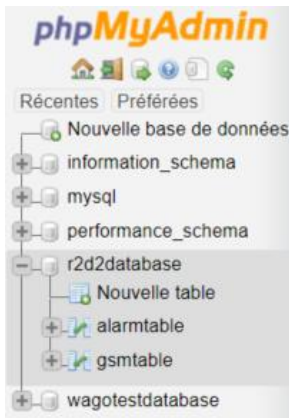 phpMyAdmin
Récentes Préférées
Nouvelle base de données
information_schema
mysql
performance_schema
r2d2database
Nouvelle table
alarmtable
gsmtable
wagotestdatabase